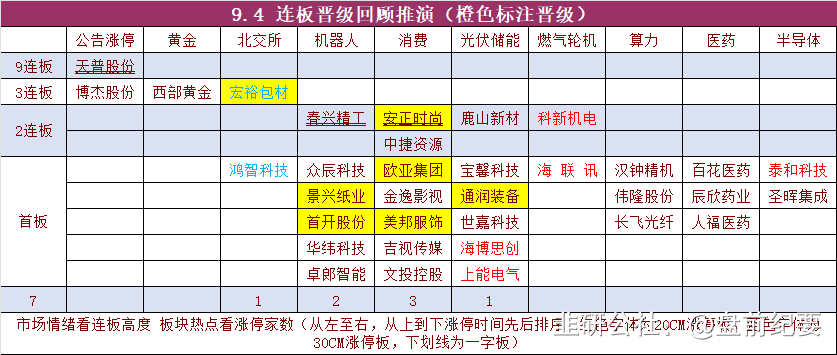 9.4 连板晋级回顾推演（橙色标注晋级）
公告涨停 黄金 北交所 机器人 消费 光伏储能 燃气轮机 算力 医药 半导体
9连板 天普股份
3连板 博杰股份 西部黄金 宏裕包材
2连板 春兴精工 安正时尚 鹿山新材 科新机电
中捷资源
首板 鸿智科技 众辰科技 欧亚集团 宝馨科技 海联讯 汉钟精机 百花医药 泰和科技
景兴纸业 金逸影视 通润装备 伟隆股份 辰欣药业 圣晖集成
首开股份 美邦服饰 世嘉科技 长飞光纤 人福医药
华纬科技 吉视传媒 海博思创
卓郎智能 文投控股 上能电气
7 1 2 3 1
市场情绪看连板高度 板块热点看涨停家数（从左至右，从上到下涨停时间先后排序
30CM涨停板，下划线为一字板）
韭研公社 @盘前纪要